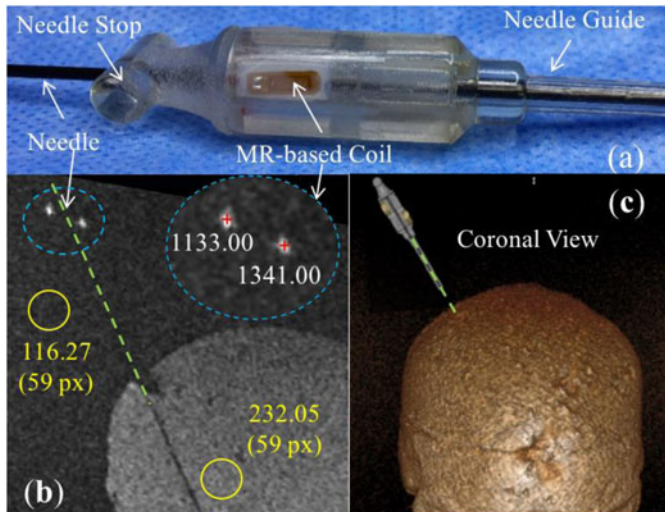 Needle Stop
Needle Guide
Needle
MR-based Coil
(a)
1133.00
1341.00
116.27
(59 px)
232.05
(59 px)
(b)
(c)
Coronal View